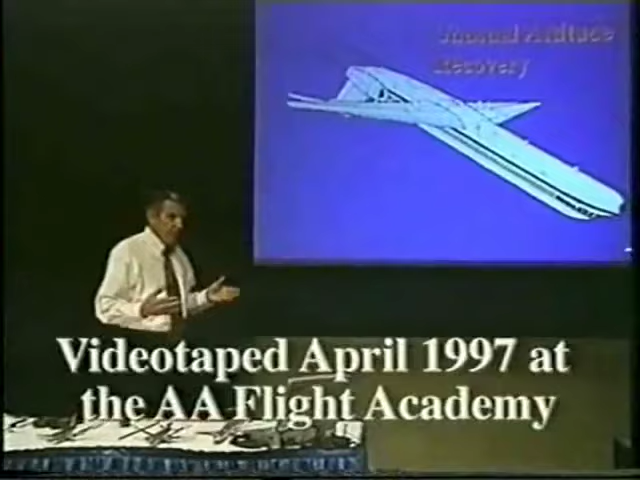 Unusual Attitude
Recovery
Videotaped April 1997 at
the AA Flight Academy